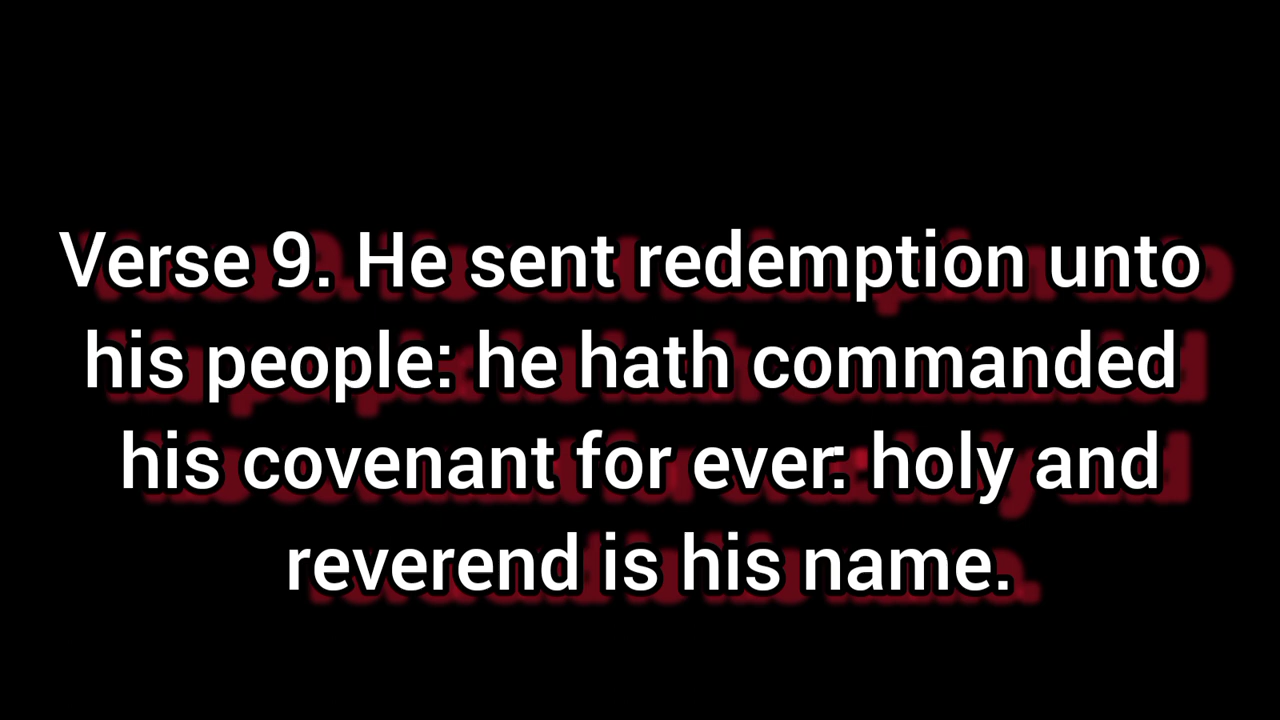 Verse 9. He sent redemption unto
his people: he hath commanded
his covenant for ever: holy and
reverend is his name.